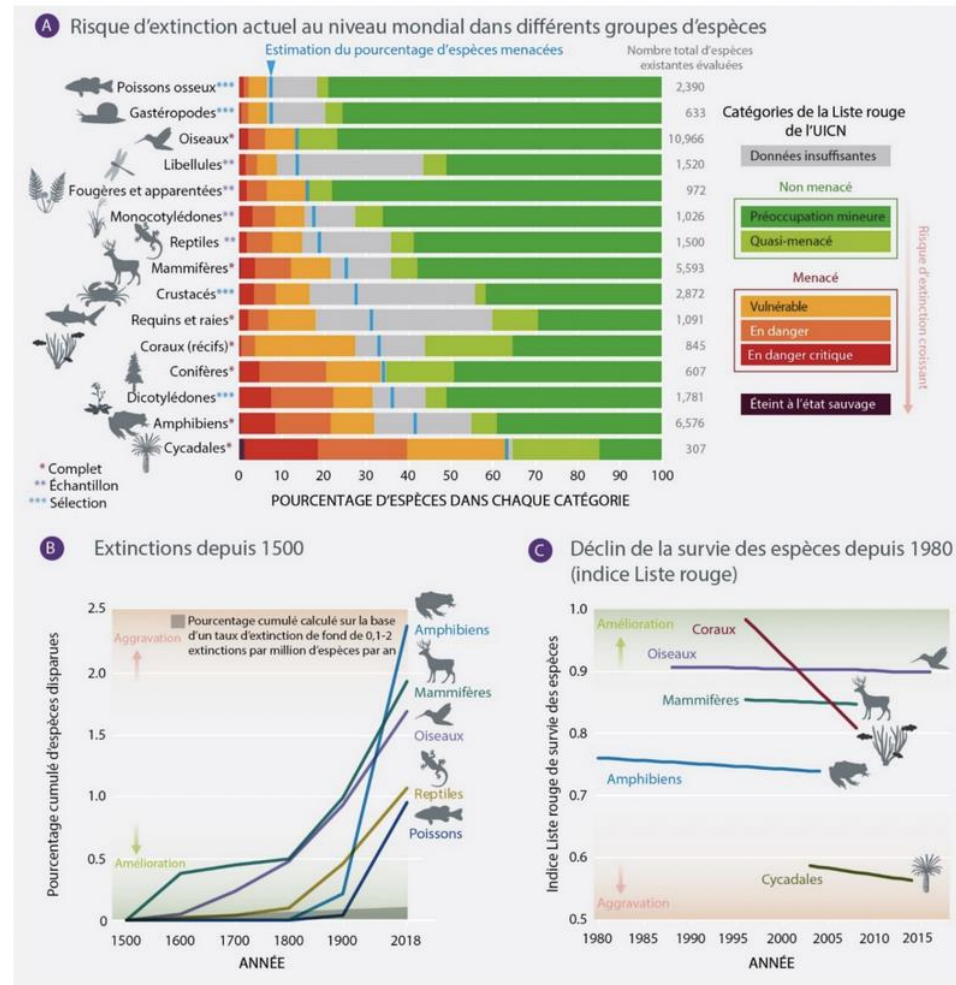 A Risque d'extinction actuel au niveau mondial dans différents groupes d'espèces
Estimation du pourcentage d'espèces menacées
Nombre total d'espèces
existantes évaluées
Poissons osseux*** 2,390
Gastéropodes*** 633
Oiseaux* 10,966
Libellules** 1,520
Fougères et apparentées** 972
Monocotylédones** 1,026
Reptiles ** 1,500
Mammifères* 5,593
Crustacés*** 2,872
Requins et raies* 1,091
Coraux (récifs)* 845
Conifères* 607
Dicotylédones*** 1,781
Amphibiens* 6,576
Cycadales* 307
0 10 20 30 40 50 60 70 80 90 100
POURCENTAGE D'ESPÈCES DANS CHAQUE CATÉGORIE
* Complet
** Échantillon
*** Sélection
Catégories de la Liste rouge
de l'UICN
Données insuffisantes
Non menacé
Préoccupation mineure
Quasi-menacé
Menacé
Vulnérable
En danger
En danger critique
Éteint à l'état sauvage
Risque d'extinction croissant
B Extinctions depuis 1500
Pourcentage cumulé d'espèces disparues
2.5
2.0
1.5
1.0
0.5
0
Aggravation
Amélioration
Pourcentage cumulé calculé sur la base
d'un taux d'extinction de fond de 0,1-2
extinctions par million d'espèces par an
Amphibiens
Mammifères
Oiseaux
Reptiles
Poissons
1500 1600 1700 1800 1900 2018
ANNÉE
C Déclin de la survie des espèces depuis 1980
(indice Liste rouge)
Indice Liste rouge de survie des espèces
1.0
0.9
0.8
0.7
0.6
0.5
Amélioration
Coraux
Oiseaux
Mammifères
Amphibiens
Cycadales
Aggravation
1980 1985 1990 1995 2000 2005 2010 2015
ANNÉE